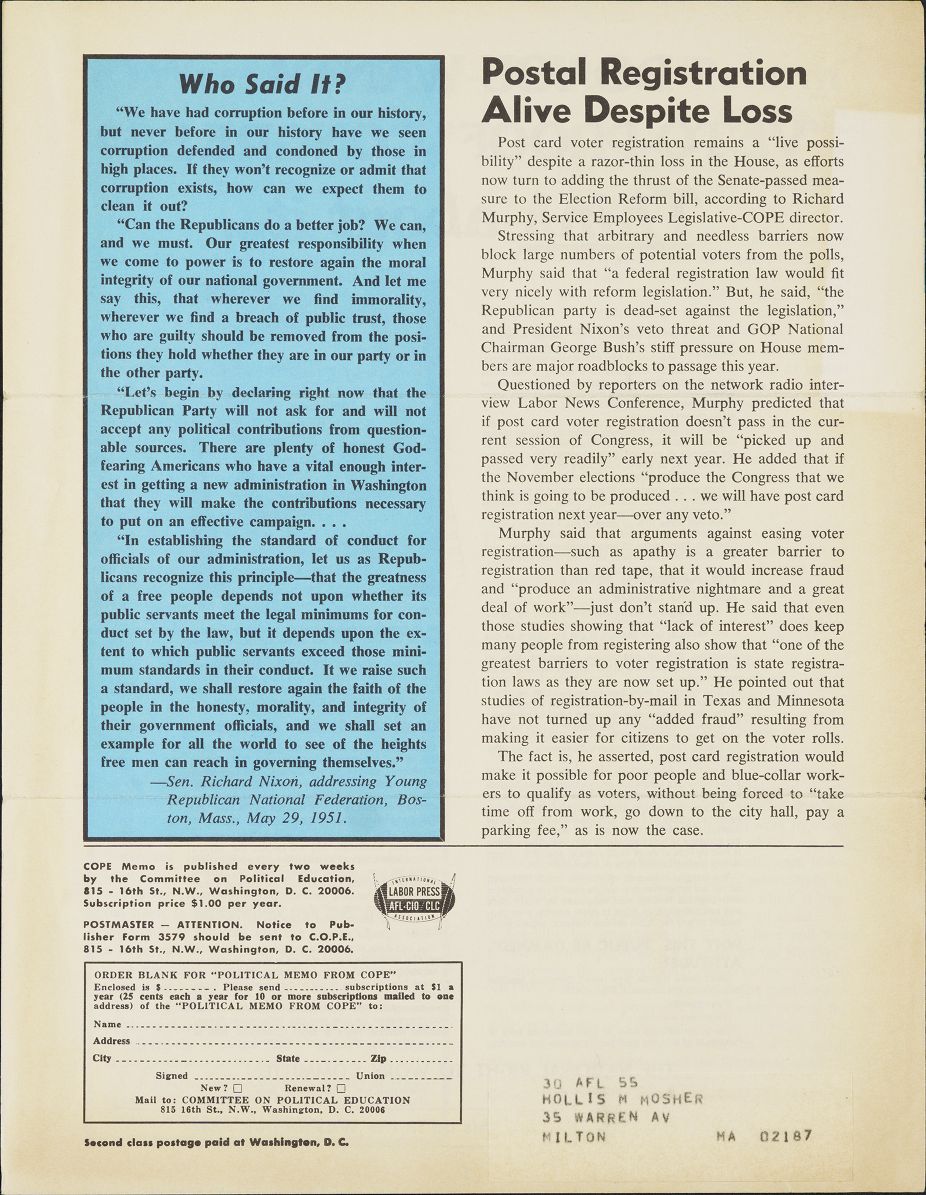 Who Said It?
“We have had corruption before in our history,
but never before in our history have we seen
corruption defended and condoned by those in
high places. If they won't recognize or admit that
corruption exists, how can we expect them to
clean it out?
“Can the Republicans do a better job? We can,
and we must. Our greatest responsibility when
we come to power is to restore again the moral
integrity of our national government. And let me
say this, that wherever we find immorality,
wherever we find a breach of public trust, those
who are guilty should be removed from the posi-
tions they hold whether they are in our party or in
the other party.
“Let's begin by declaring right now that the
Republican Party will not ask for and will not
accept any political contributions from question-
able sources. There are plenty of honest God-
fearing Americans who have a vital enough inter-
est in getting a new administration in Washington
that they will make the contributions necessary
to put on an effective campaign. . . .
“In establishing the standard of conduct for
officials of our administration, let us as Repub-
licans recognize this principle—that the greatness
of a free people depends not upon whether its
public servants meet the legal minimums for con-
duct set by the law, but it depends upon the ex-
tent to which public servants exceed those mini-
mum standards in their conduct. It we raise such
a standard, we shall restore again the faith of the
people in the honesty, morality, and integrity of
their government officials, and we shall set an
example for all the world to see of the heights
free men can reach in governing themselves.”
—Sen. Richard Nixon, addressing Young
Republican National Federation, Bos-
ton, Mass., May 29, 1951.
Postal Registration
Alive Despite Loss
Post card voter registration remains a “live possi-
bility” despite a razor-thin loss in the House, as efforts
now turn to adding the thrust of the Senate-passed mea-
sure to the Election Reform bill, according to Richard
Murphy, Service Employees Legislative-COPE director.
Stressing that arbitrary and needless barriers now
block large numbers of potential voters from the polls,
Murphy said that “a federal registration law would fit
very nicely with reform legislation.” But, he said, “the
Republican party is dead-set against the legislation,”
and President Nixon's veto threat and GOP National
Chairman George Bush's stiff pressure on House mem-
bers are major roadblocks to passage this year.
Questioned by reporters on the network radio inter-
view Labor News Conference, Murphy predicted that
if post card voter registration doesn't pass in the cur-
rent session of Congress, it will be “picked up and
passed very readily” early next year. He added that if
the November elections “produce the Congress that we
think is going to be produced . . . we will have post card
registration next year—over any veto.”
Murphy said that arguments against easing voter
registration—such as apathy is a greater barrier to
registration than red tape, that it would increase fraud
and “produce an administrative nightmare and a great
deal of work”—just don't stand up. He said that even
those studies showing that “lack of interest” does keep
many people from registering also show that “one of the
greatest barriers to voter registration is state registra-
tion laws as they are now set up.” He pointed out that
studies of registration-by-mail in Texas and Minnesota
have not turned up any “added fraud” resulting from
making it easier for citizens to get on the voter rolls.
The fact is, he asserted, post card registration would
make it possible for poor people and blue-collar work-
ers to qualify as voters, without being forced to “take
time off from work, go down to the city hall, pay a
parking fee,” as is now the case.
COPE Memo is published every two weeks
by the Committee on Political Education,
815 - 16th St., N.W., Washington, D. C. 20006.
Subscription price $1.00 per year.
POSTMASTER — ATTENTION. Notice to Pub-
lisher Form 3579 should be sent to C.O.P.E.,
815 - 16th St., N.W., Washington, D. C. 20006.
INTERNATIONAL
LABOR PRESS
AFL-CIO CLC
ASSOCIATION
ORDER BLANK FOR “POLITICAL MEMO FROM COPE”
Enclosed is $ ......... . Please send ........... subscriptions at $1 a
year (25 cents each a year for 10 or more subscriptions mailed to one
address) of the “POLITICAL MEMO FROM COPE” to:
Name
Address
City State Zip
Signed Union
New? ☐ Renewal? ☐
Mail to: COMMITTEE ON POLITICAL EDUCATION
815 16th St., N.W., Washington, D. C. 20006
Second class postage paid at Washington, D. C.
30 AFL 55
HOLLIS M MOSHER
35 WARREN AV
MILTON MA 02187